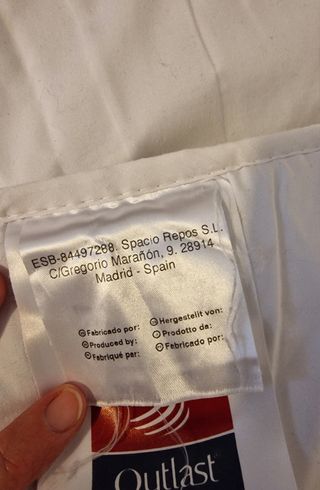 ESB-84497288. Spacio Repos S.L.
C/Gregorio Marañón, 9. 28914
Madrid - Spain
Fabricado por:
Produced by:
Fabriqué par:
Hergestellt von:
Prodotto da:
Fabricado por:
Outlast